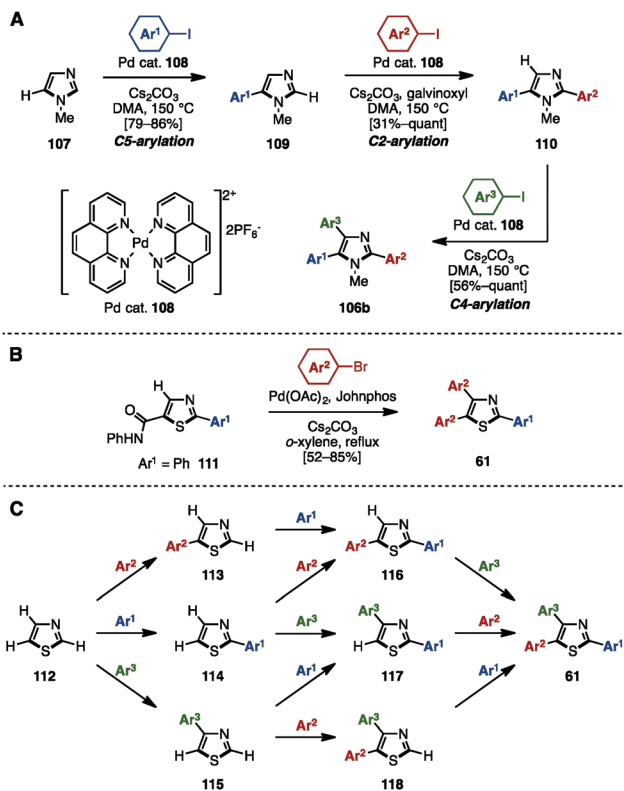 A
Ar1 I
Pd cat. 108
Cs2CO3
DMA, 150 °C
[79–86%]
C5-arylation
Ar2 I
Pd cat. 108
Cs2CO3, galvinoxyl
DMA, 150 °C
[31%–quant]
C2-arylation
H N N Me
107
Ar1 N N H Me
109
H N Ar1 N Ar2 Me
110
N N Pd N N
2+
2PF6-
Pd cat. 108
Ar3 N Ar1 N Ar2 Me
106b
Ar3 I
Pd cat. 108
Cs2CO3
DMA, 150 °C
[56%–quant]
C4-arylation
B
H N O S Ar1 PhHN
Ar1 = Ph 111
Ar2 Br
Pd(OAc)2, Johnphos
Cs2CO3
o-xylene, reflux
[52–85%]
Ar2 N Ar2 S Ar1
61
C
H N Ar2 S H
113
Ar1
H N Ar2 S Ar1
116
Ar2
Ar2
Ar3
H N H S H
112
Ar1
H N H S Ar1
114
Ar3
Ar3 N H S Ar1
117
Ar2
Ar3 N Ar2 S Ar1
61
Ar3
Ar1
Ar1
Ar3 N H S H
115
Ar2
Ar3 N Ar2 S H
118